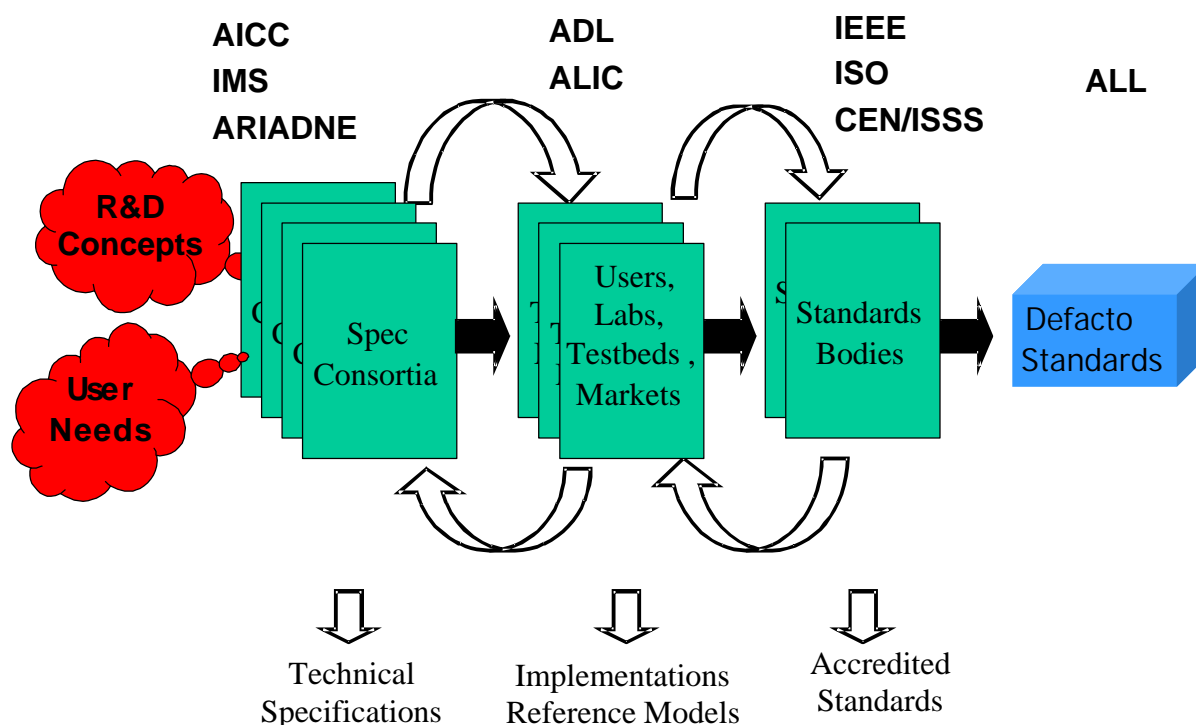 AICC
IMS
ARIADNE
ADL
ALIC
IEEE
ISO
CEN/ISSS
ALL
R&D
Concepts
User
Needs
Spec
Consortia
Users,
Labs,
Testbeds ,
Markets
Standards
Bodies
Defacto
Standards
Technical
Specifications
Implementations
Reference Models
Accredited
Standards